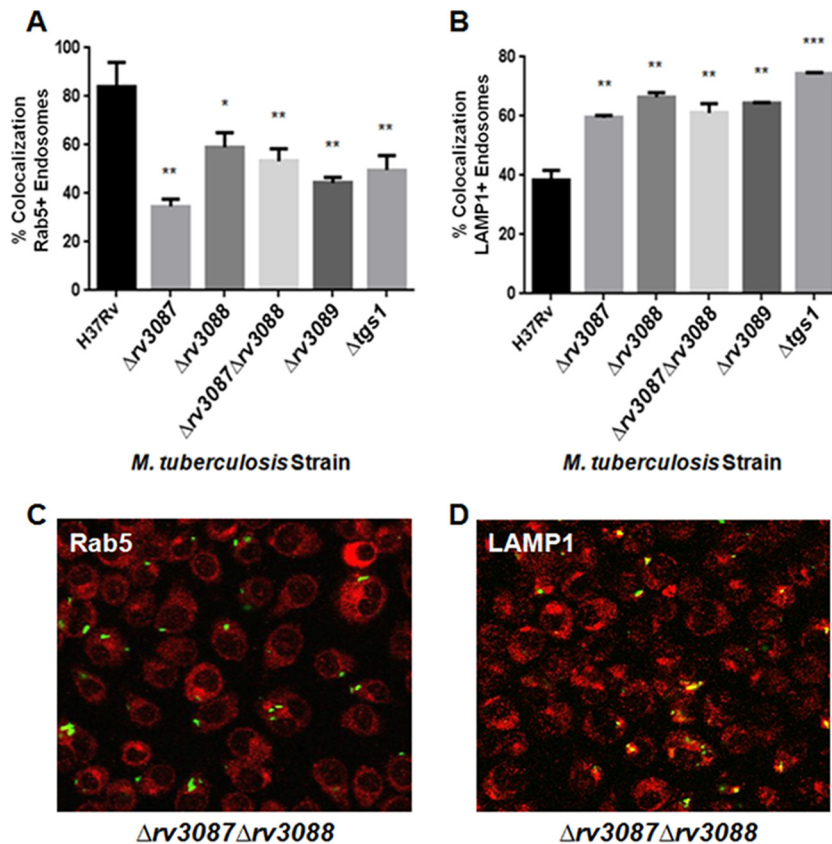 A
% Colocalization
Rab5+ Endosomes
100
80
60
40
20
0
**
*
**
**
**
H37Rv
Δrv3087
Δrv3088
Δrv3087Δrv3088
Δrv3089
Δtgs1
M. tuberculosis Strain
B
% Colocalization
LAMP1+ Endosomes
80
60
40
20
0
**
**
**
**
***
H37Rv
Δrv3087
Δrv3088
Δrv3087Δrv3088
Δrv3089
Δtgs1
M. tuberculosis Strain
C
Rab5
Δrv3087Δrv3088
D
LAMP1
Δrv3087Δrv3088